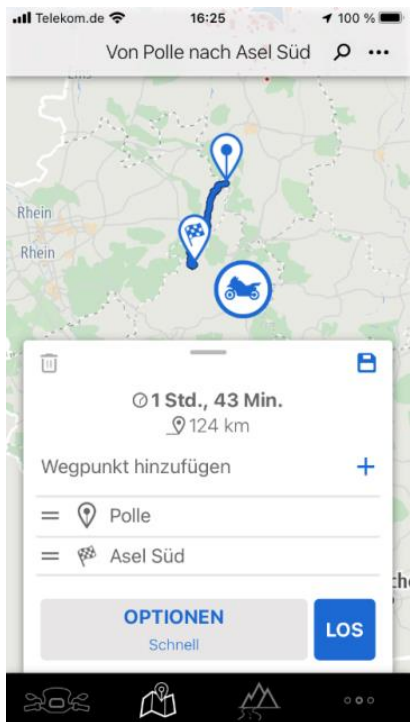 Telekom.de 16:25 100 %
Von Polle nach Asel Süd
Rhein
Rhein
1 Std., 43 Min.
124 km
Wegpunkt hinzufügen
Polle
Asel Süd
OPTIONEN
Schnell
LOS